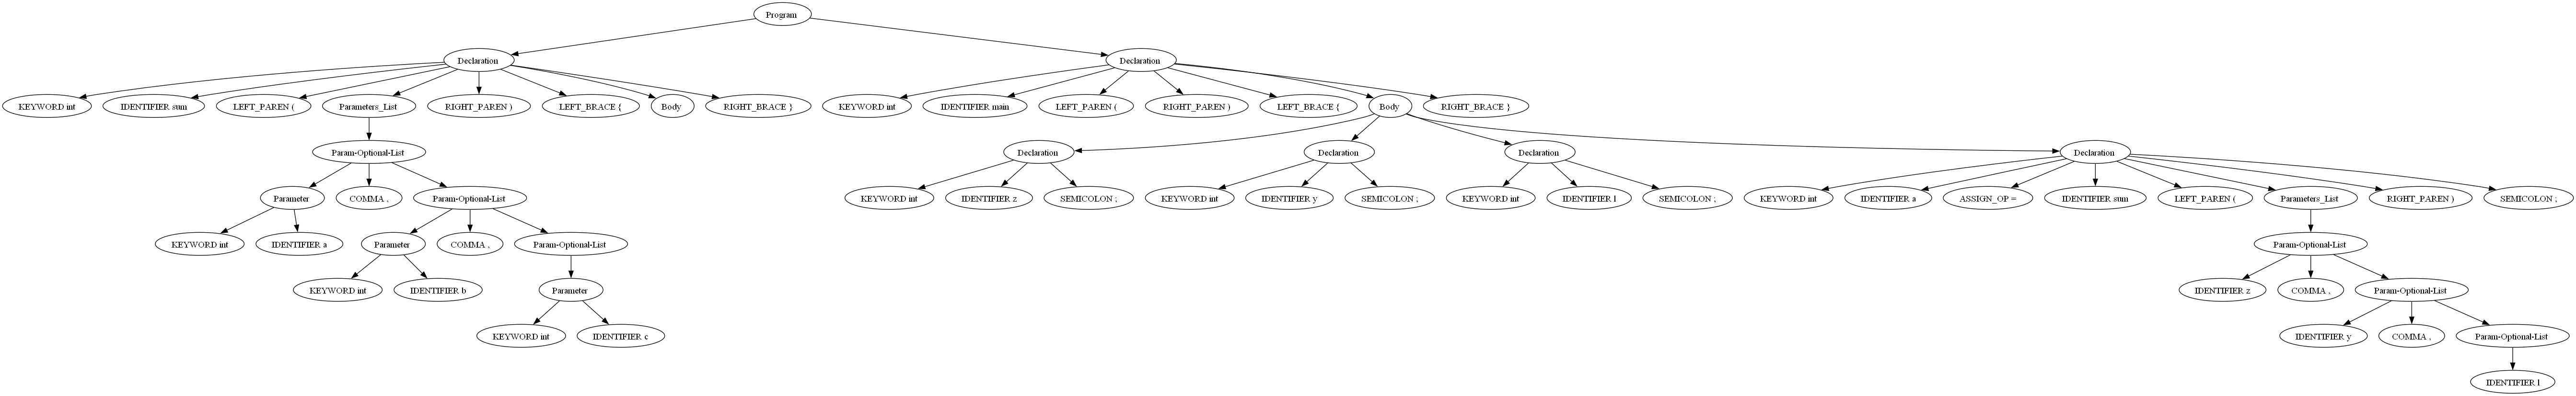 Program
Declaration
Declaration
KEYWORD int
IDENTIFIER sum
LEFT_PAREN (
Parameters_List
RIGHT_PAREN )
LEFT_BRACE {
Body
RIGHT_BRACE }
KEYWORD int
IDENTIFIER main
LEFT_PAREN (
RIGHT_PAREN )
LEFT_BRACE {
Body
RIGHT_BRACE }
Param-Optional-List
Declaration
Declaration
Declaration
Declaration
Parameter
COMMA ,
Param-Optional-List
KEYWORD int
IDENTIFIER z
SEMICOLON ;
KEYWORD int
IDENTIFIER y
SEMICOLON ;
KEYWORD int
IDENTIFIER l
SEMICOLON ;
KEYWORD int
IDENTIFIER a
ASSIGN_OP =
IDENTIFIER sum
LEFT_PAREN (
Parameters_List
RIGHT_PAREN )
SEMICOLON ;
KEYWORD int
IDENTIFIER a
Parameter
COMMA ,
Param-Optional-List
Param-Optional-List
KEYWORD int
IDENTIFIER b
Parameter
IDENTIFIER z
COMMA ,
Param-Optional-List
KEYWORD int
IDENTIFIER c
IDENTIFIER y
COMMA ,
Param-Optional-List
IDENTIFIER l